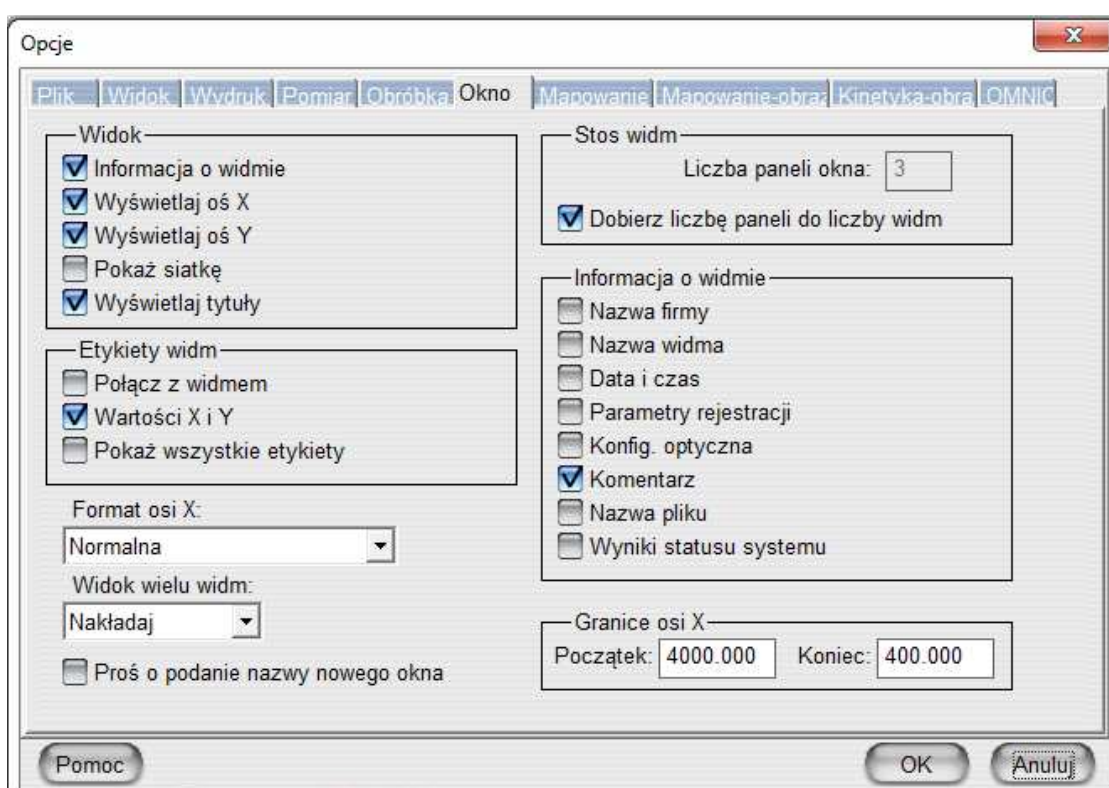 Opcje
Plik Widok Wydruk Pomiar Obróbka Okno Mapowanie Mapowanie-obraz Kinetyka-obra OMNIC
Widok
Informacja o widmie
Wyświetlaj oś X
Wyświetlaj oś Y
Pokaż siatkę
Wyświetlaj tytuły
Etykiety widm
Połącz z widmem
Wartości X i Y
Pokaż wszystkie etykiety
Format osi X:
Normalna
Widok wielu widm:
Nakładaj
Proś o podanie nazwy nowego okna
Stos widm
Liczba paneli okna: 3
Dobierz liczbę paneli do liczby widm
Informacja o widmie
Nazwa firmy
Nazwa widma
Data i czas
Parametry rejestracji
Konfig. optyczna
Komentarz
Nazwa pliku
Wyniki statusu systemu
Granice osi X
Początek: 4000.000 Koniec: 400.000
Pomoc OK Anuluj